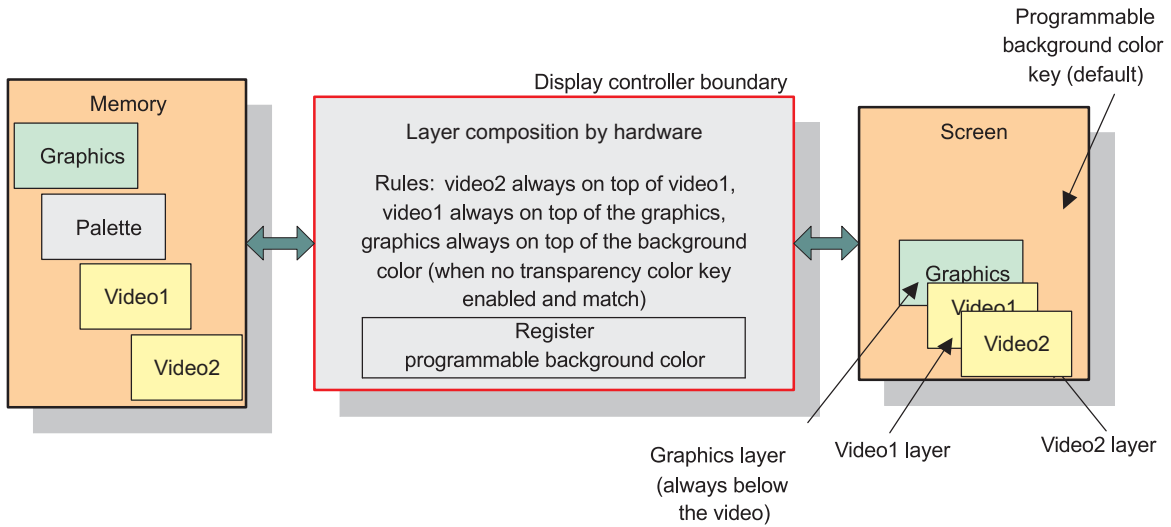 Programmable
background color
key (default)
Display controller boundary
Memory
Graphics
Palette
Video1
Video2
Layer composition by hardware
Rules: video2 always on top of video1,
video1 always on top of the graphics,
graphics always on top of the background
color (when no transparency color key
enabled and match)
Register
programmable background color
Screen
Graphics
Video1
Video2
Graphics layer
(always below
the video)
Video1 layer
Video2 layer